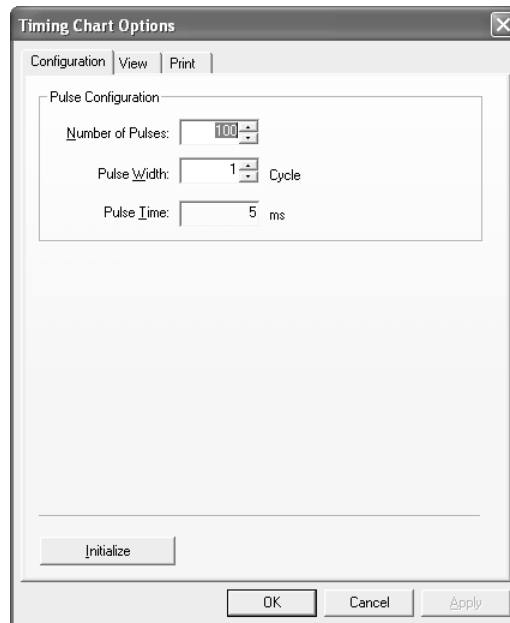 Timing Chart Options
Configuration View Print
Pulse Configuration
Number of Pulses: 100
Pulse Width: 1 Cycle
Pulse Time: 5 ms
Initialize
OK Cancel Apply